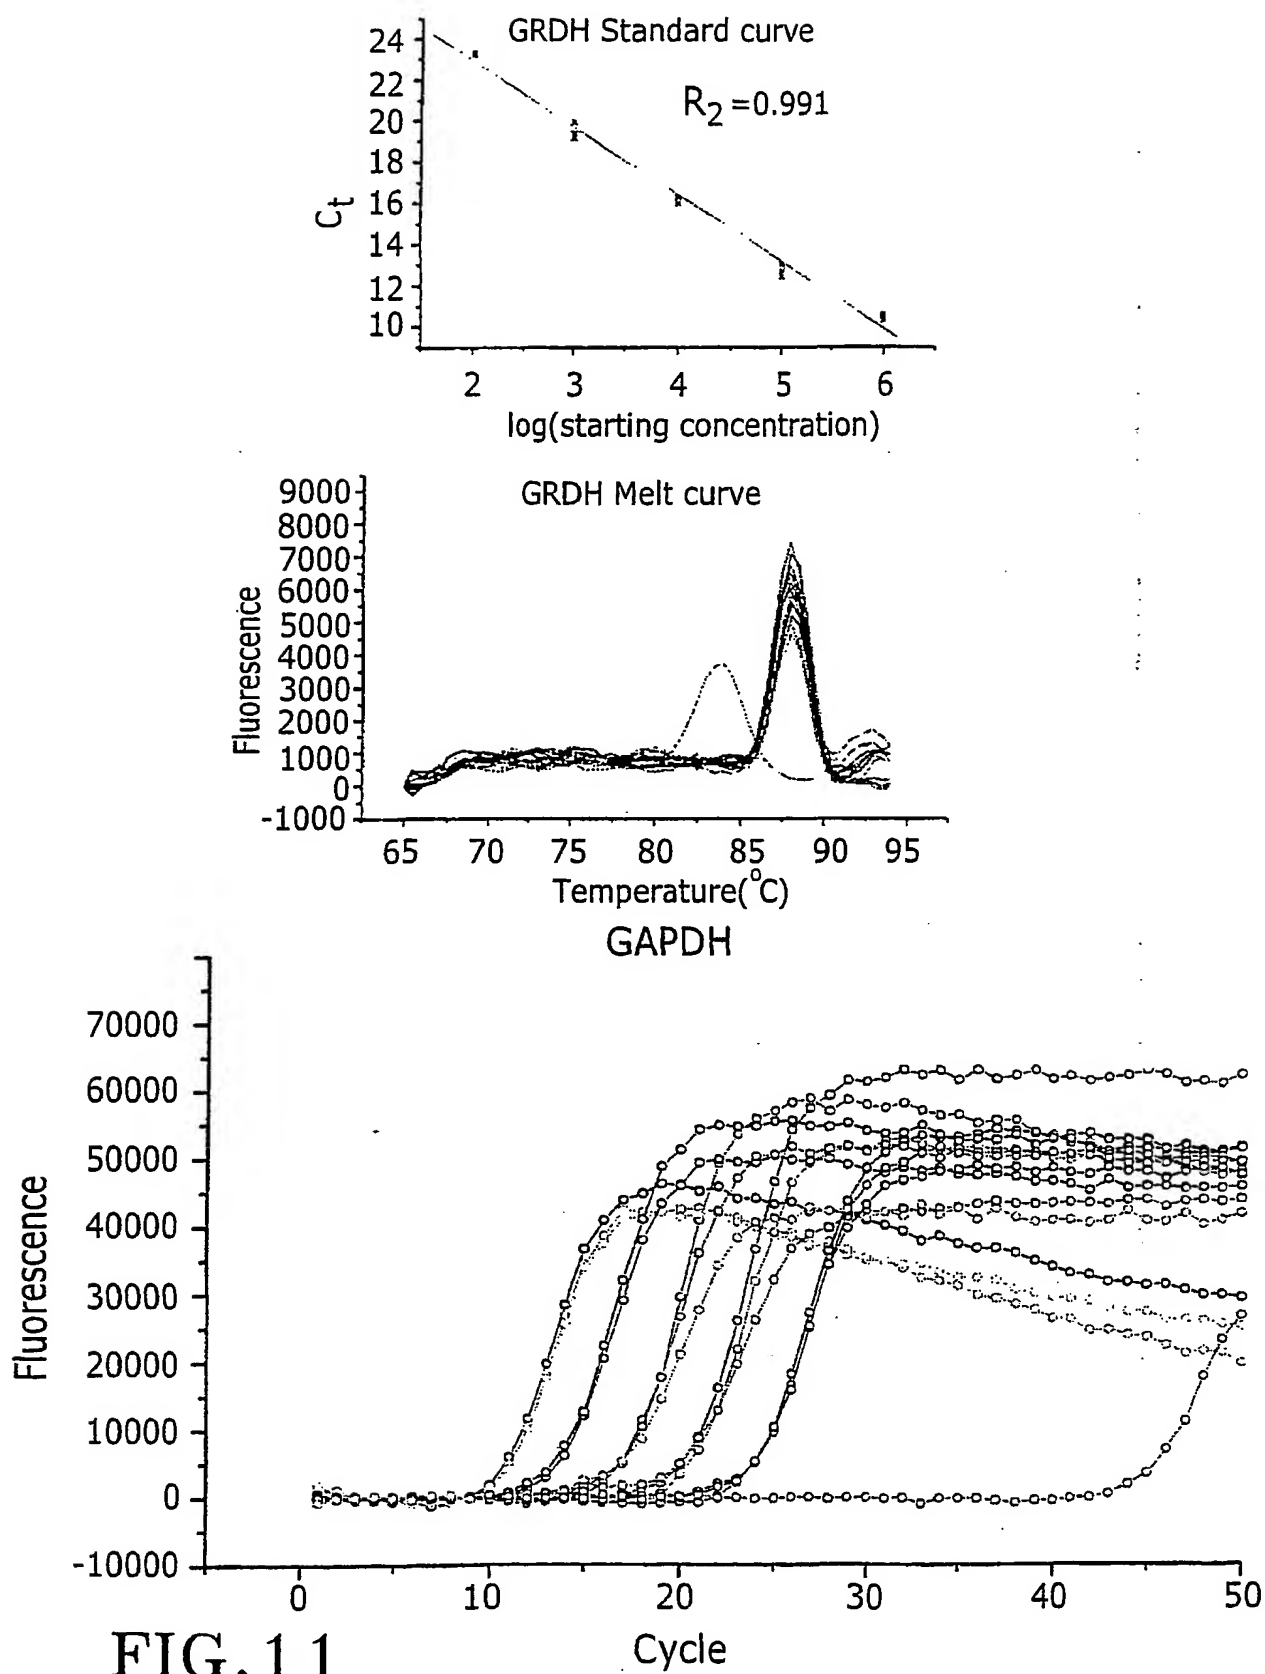 GRDH Standard curve
R2 =0.991
24
22
20
18
16
14
12
10
Ct
2 3 4 5 6
log(starting concentration)
GRDH Melt curve
9000
8000
7000
6000
5000
4000
3000
2000
1000
0
-1000
Fluorescence
65 70 75 80 85 90 95
Temperature(°C)
GAPDH
70000
60000
50000
40000
30000
20000
10000
0
-10000
Fluorescence
0 10 20 30 40 50
Cycle
FIG.11